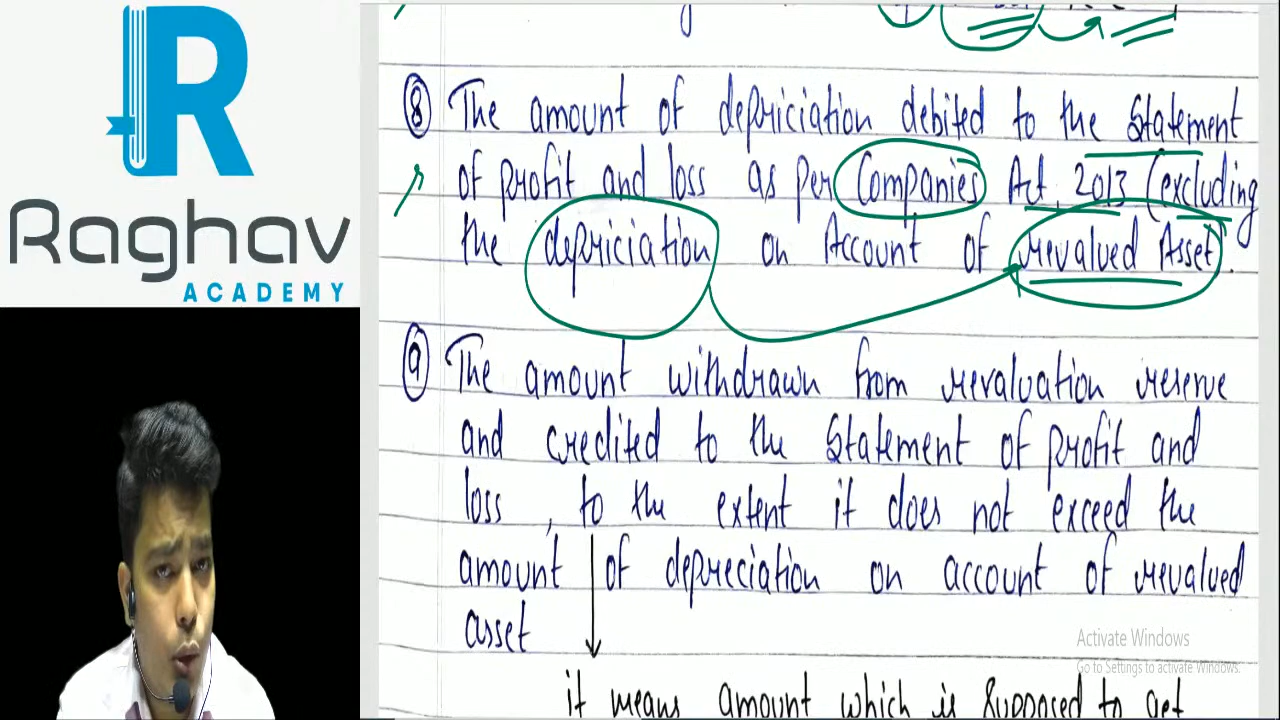 R
Raghav
ACADEMY
⑧ The amount of depriciation debited to the Statement
of profit and loss as per Companies Act, 2013 (excluding
the depriciation on Account of revalued Asset.
⑨ The amount withdrawn from revaluation reserve
and credited to the Statement of profit and
loss, to the extent it does not exceed the
amount of depreciation on account of revalued
asset
it means amount which is supposed to get
Activate Windows
Go to Settings to activate Windows.